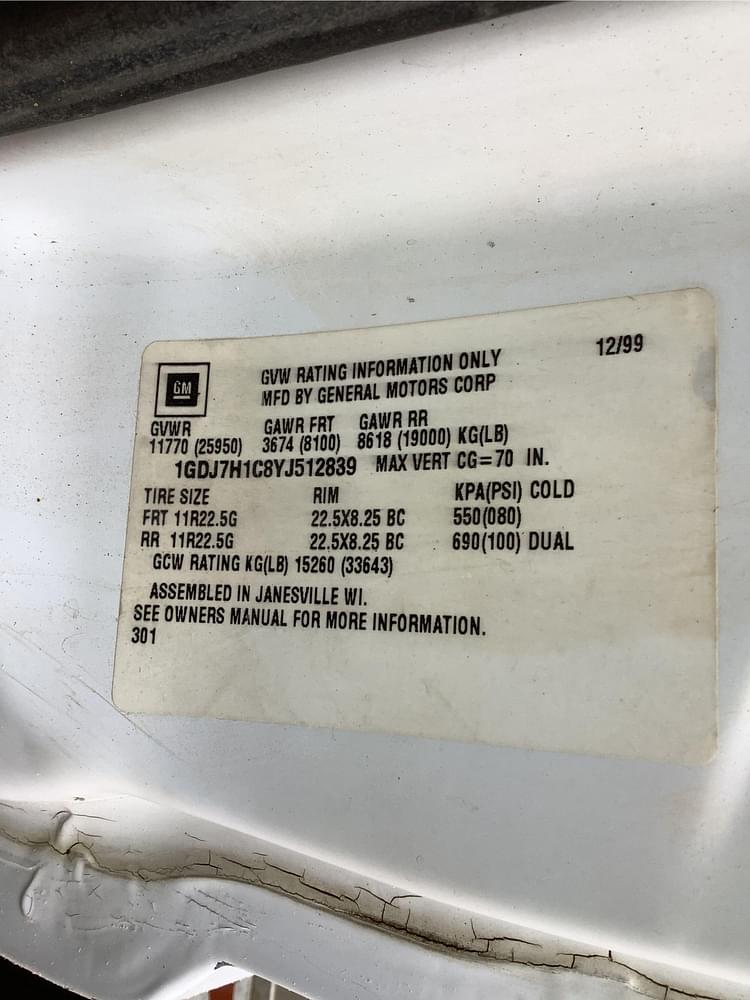 GM
GVW RATING INFORMATION ONLY 12/99
MFD BY GENERAL MOTORS CORP
GVWR GAWR FRT GAWR RR
11770 (25950) 3674 (8100) 8618 (19000) KG(LB)
1GDJ7H1C8YJ512839 MAX VERT CG=70 IN.
TIRE SIZE RIM KPA(PSI) COLD
FRT 11R22.5G 22.5X8.25 BC 550(080)
RR 11R22.5G 22.5X8.25 BC 690(100) DUAL
GCW RATING KG(LB) 15260 (33643)
ASSEMBLED IN JANESVILLE WI.
SEE OWNERS MANUAL FOR MORE INFORMATION.
301